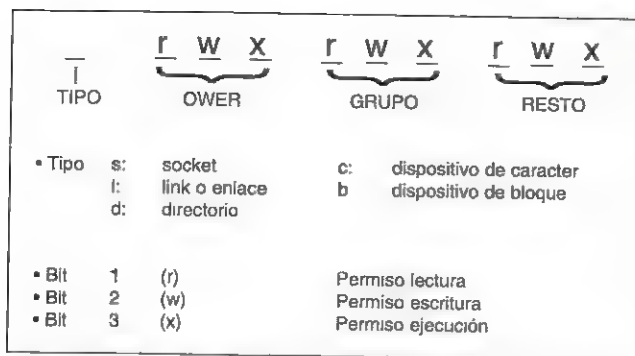 _ r w x r w x r w x
TIPO OWER GRUPO RESTO
• Tipo s: socket c: dispositivo de caracter
l: link o enlace b dispositivo de bloque
d: directorio
• Bit 1 (r) Permiso lectura
• Bit 2 (w) Permiso escritura
• Bit 3 (x) Permiso ejecución